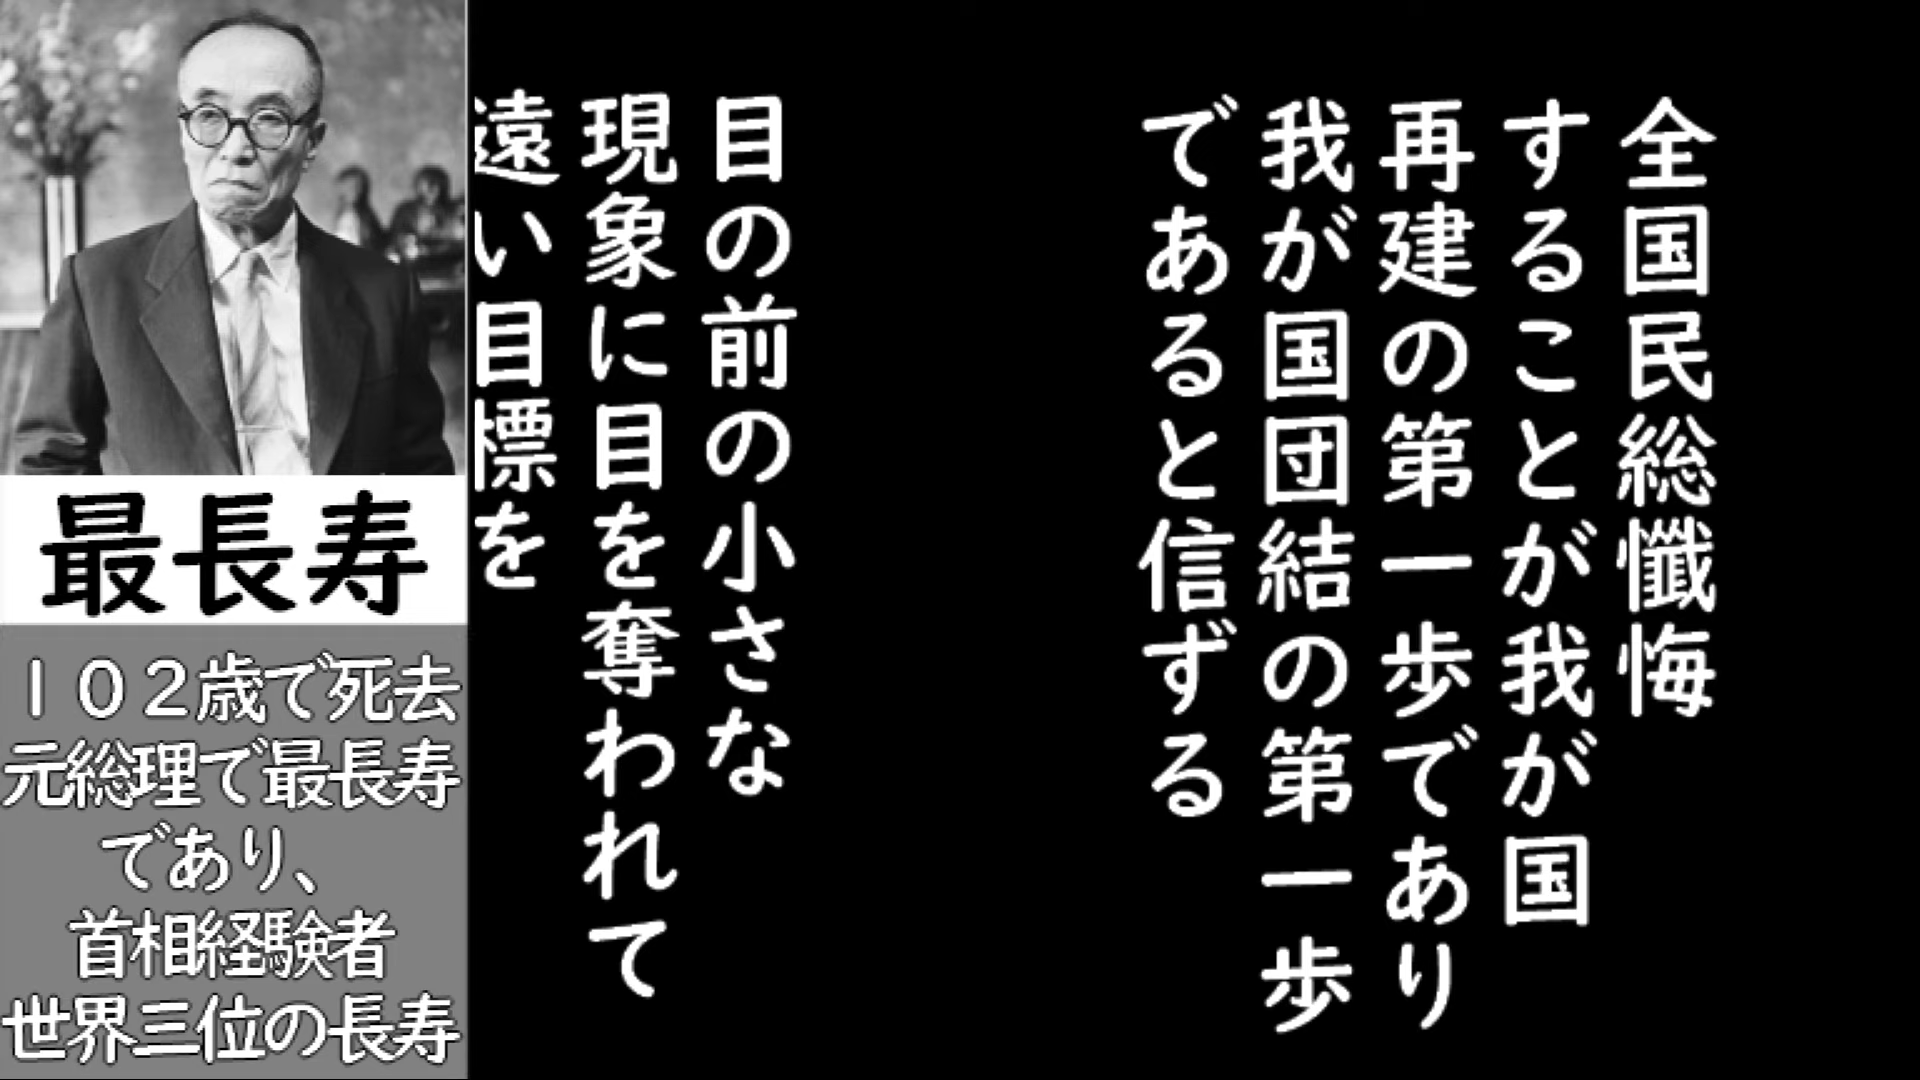 全国民総懺悔
することが我が国
再建の第一歩であり
我が国団結の第一歩
であると信ずる
目の前の小さな
現象に目を奪われて
遠い目標を
最長寿
１０２歳で死去
元総理で最長寿
であり、
首相経験者
世界三位の長寿